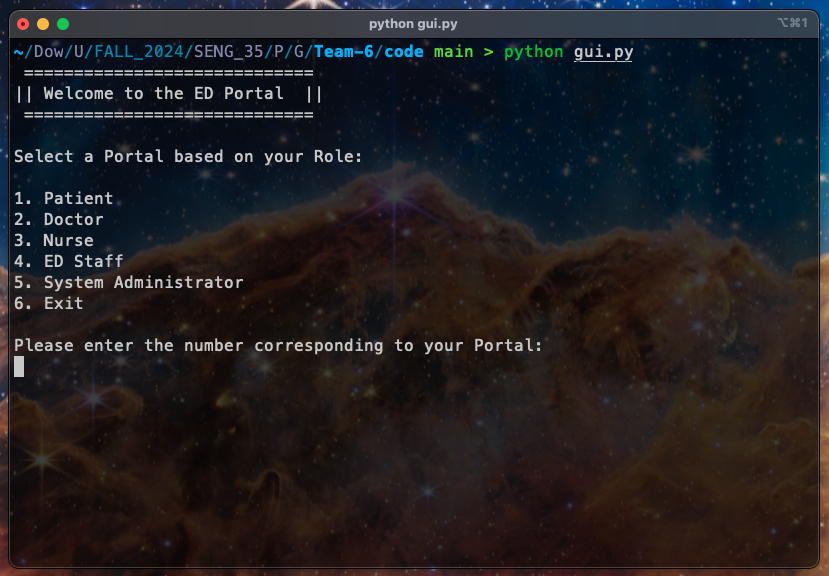 python gui.py
⌥⌘1
~/Dow/U/FALL_2024/SENG_35/P/G/Team-6/code main > python gui.py
=============================
|| Welcome to the ED Portal  ||
=============================
Select a Portal based on your Role:
1. Patient
2. Doctor
3. Nurse
4. ED Staff
5. System Administrator
6. Exit
Please enter the number corresponding to your Portal: